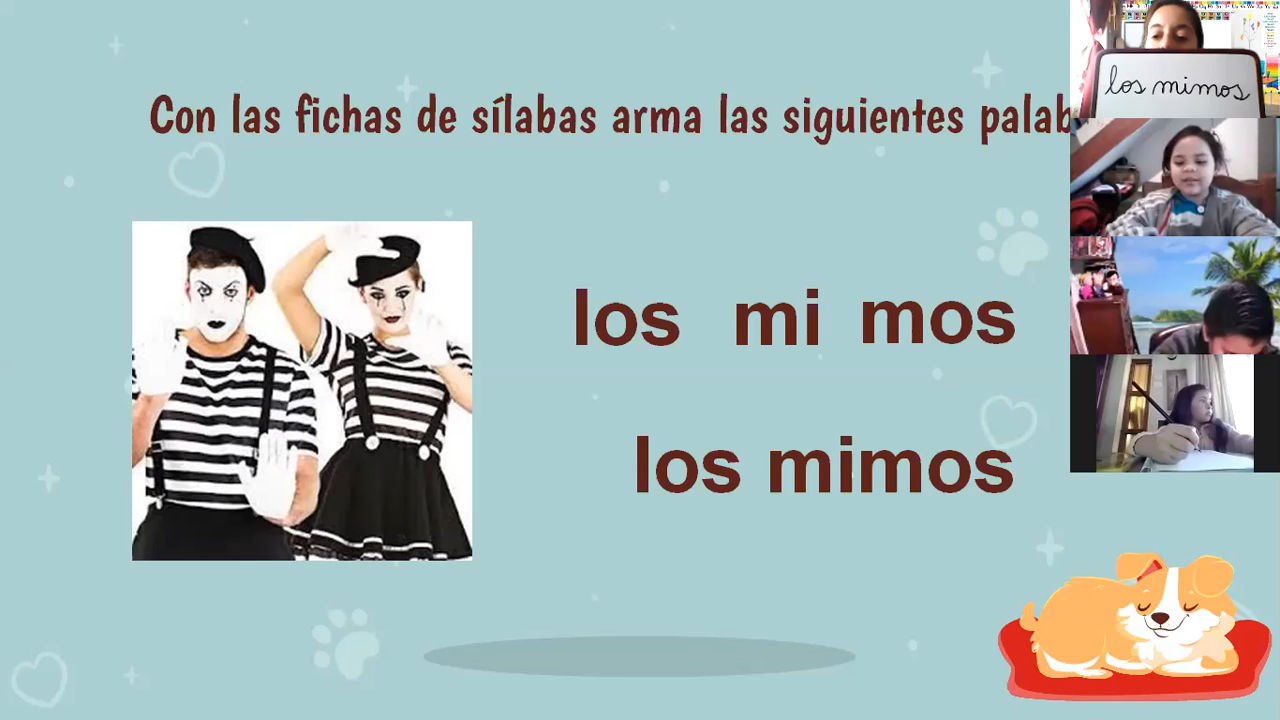 Con las fichas de sílabas arma las siguientes palab
los mi mos
los mimos
los mimos